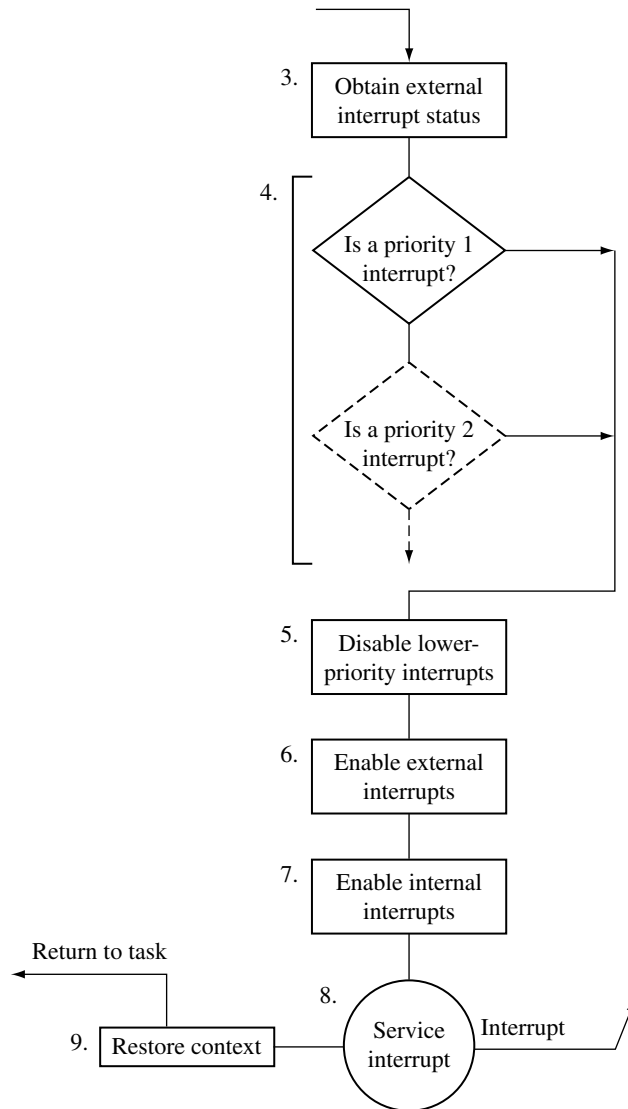 3.
Obtain external
interrupt status
4.
Is a priority 1
interrupt?
Is a priority 2
interrupt?
5.
Disable lower-
priority interrupts
6.
Enable external
interrupts
7.
Enable internal
interrupts
Return to task
8.
Service
interrupt
Interrupt
9.
Restore context